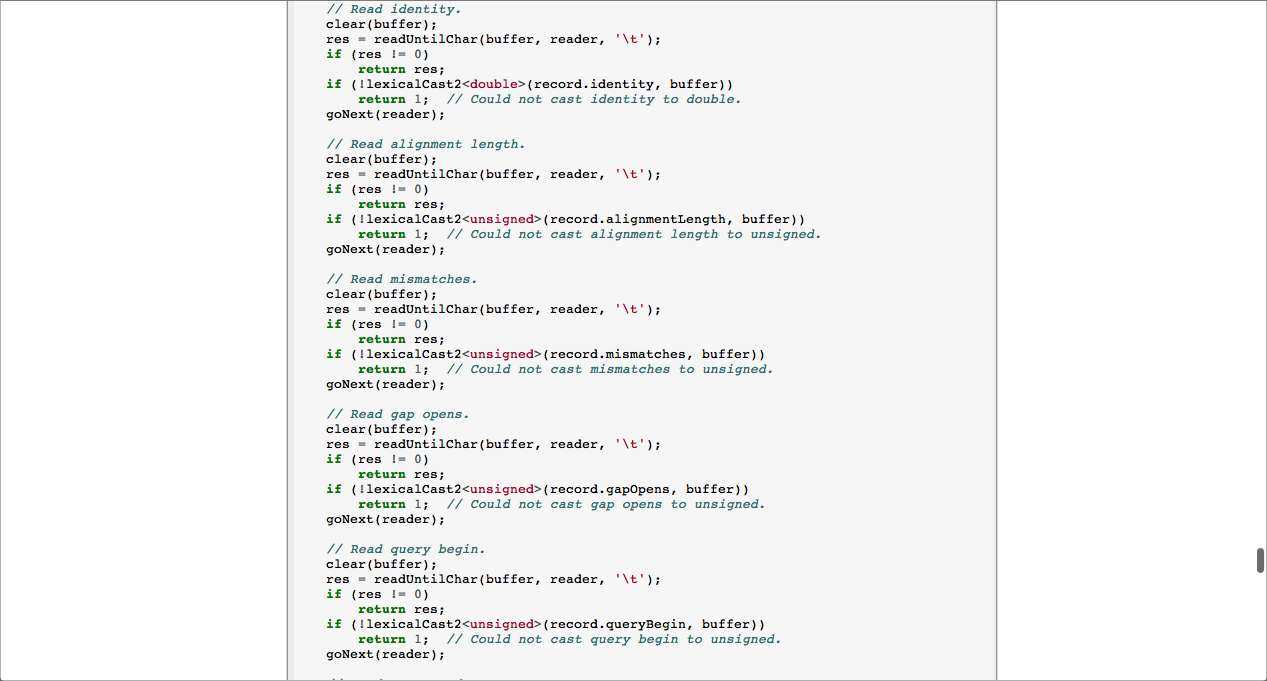 // Read identity.
clear(buffer);
res = readUntilChar(buffer, reader, '\t');
if (res != 0)
    return res;
if (!lexicalCast2<double>(record.identity, buffer))
    return 1;  // Could not cast identity to double.
goNext(reader);

// Read alignment length.
clear(buffer);
res = readUntilChar(buffer, reader, '\t');
if (res != 0)
    return res;
if (!lexicalCast2<unsigned>(record.alignmentLength, buffer))
    return 1;  // Could not cast alignment length to unsigned.
goNext(reader);

// Read mismatches.
clear(buffer);
res = readUntilChar(buffer, reader, '\t');
if (res != 0)
    return res;
if (!lexicalCast2<unsigned>(record.mismatches, buffer))
    return 1;  // Could not cast mismatches to unsigned.
goNext(reader);

// Read gap opens.
clear(buffer);
res = readUntilChar(buffer, reader, '\t');
if (res != 0)
    return res;
if (!lexicalCast2<unsigned>(record.gapOpens, buffer))
    return 1;  // Could not cast gap opens to unsigned.
goNext(reader);

// Read query begin.
clear(buffer);
res = readUntilChar(buffer, reader, '\t');
if (res != 0)
    return res;
if (!lexicalCast2<unsigned>(record.queryBegin, buffer))
    return 1;  // Could not cast query begin to unsigned.
goNext(reader);